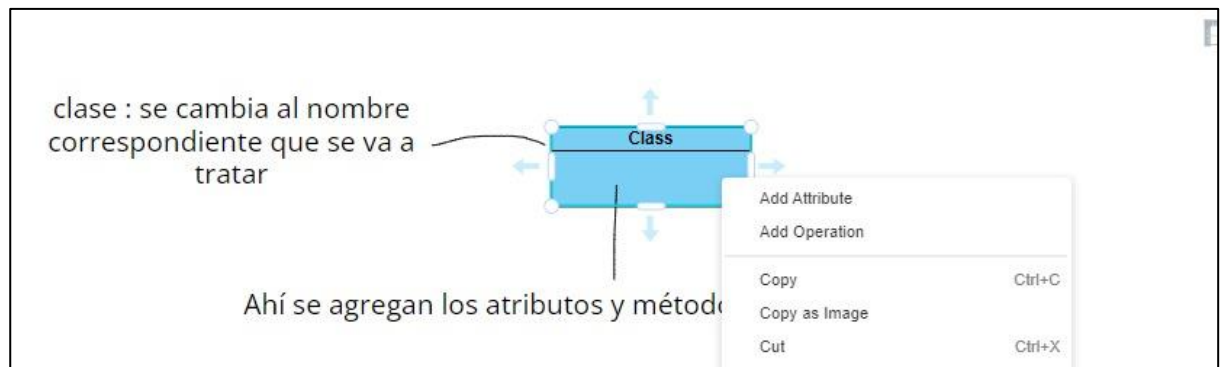 clase : se cambia al nombre
correspondiente que se va a
tratar
Class
Add Attribute
Add Operation
Copy Ctrl+C
Copy as Image
Cut Ctrl+X
Ahí se agregan los atributos y